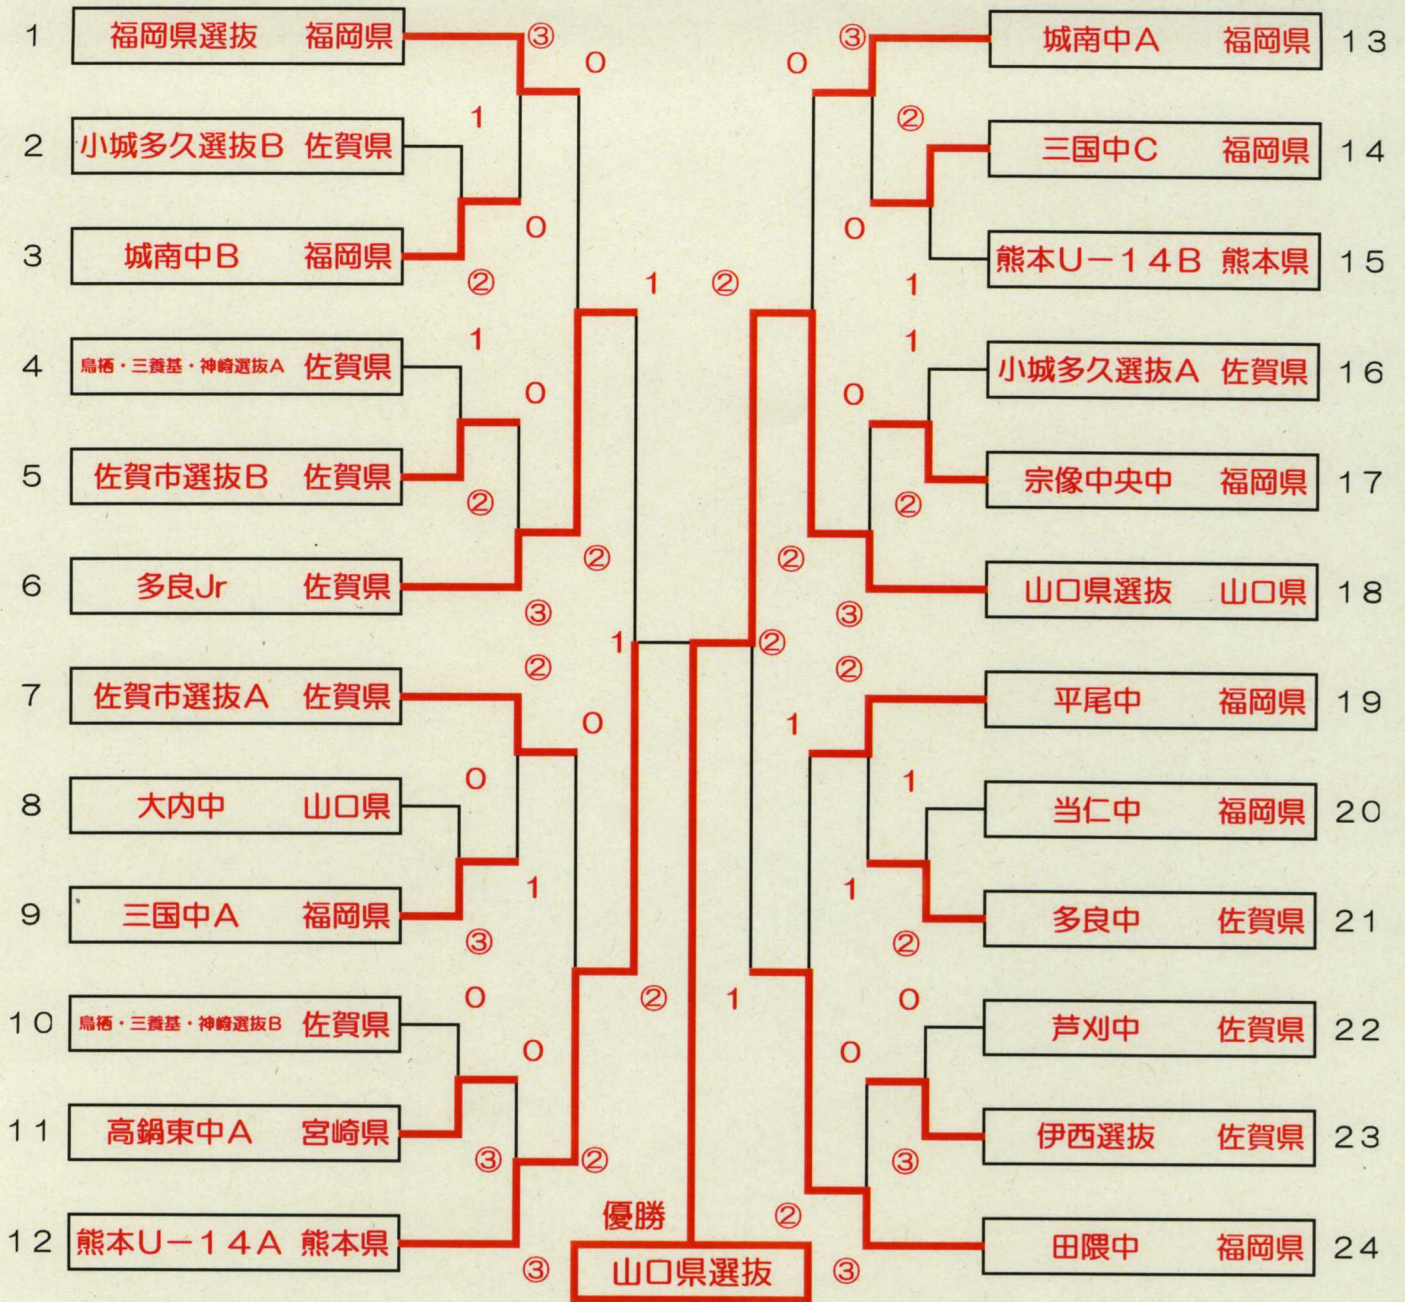 1 福岡県選抜 福岡県
③
0
1
2 小城多久選抜B 佐賀県
3 城南中B 福岡県
0
②
1
4 鳥栖・三養基・神崎選抜A 佐賀県
0
5 佐賀市選抜B 佐賀県
②
②
6 多良Jr 佐賀県
③
1
②
1
7 佐賀市選抜A 佐賀県
②
0
0
8 大内中 山口県
9 三国中A 福岡県
1
③
0
10 鳥栖・三養基・神崎選抜B 佐賀県
0
11 高鍋東中A 宮崎県
③
②
②
12 熊本U-14A 熊本県
③
城南中A 福岡県 13
③
0
②
三国中C 福岡県 14
0
熊本U-14B 熊本県 15
1
1
小城多久選抜A 佐賀県 16
0
宗像中央中 福岡県 17
②
②
山口県選抜 山口県 18
③
②
②
平尾中 福岡県 19
1
1
当仁中 福岡県 20
1
多良中 佐賀県 21
②
0
芦刈中 佐賀県 22
1
0
伊西選抜 佐賀県 23
③
②
田隈中 福岡県 24
③
優勝
山口県選抜